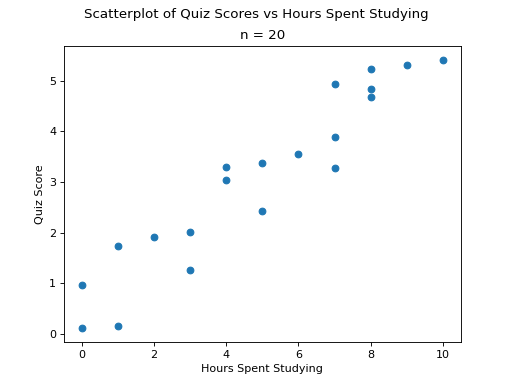 Scatterplot of Quiz Scores vs Hours Spent Studying
n = 20
5
4
3
2
1
0
Quiz Score
0 2 4 6 8 10
Hours Spent Studying